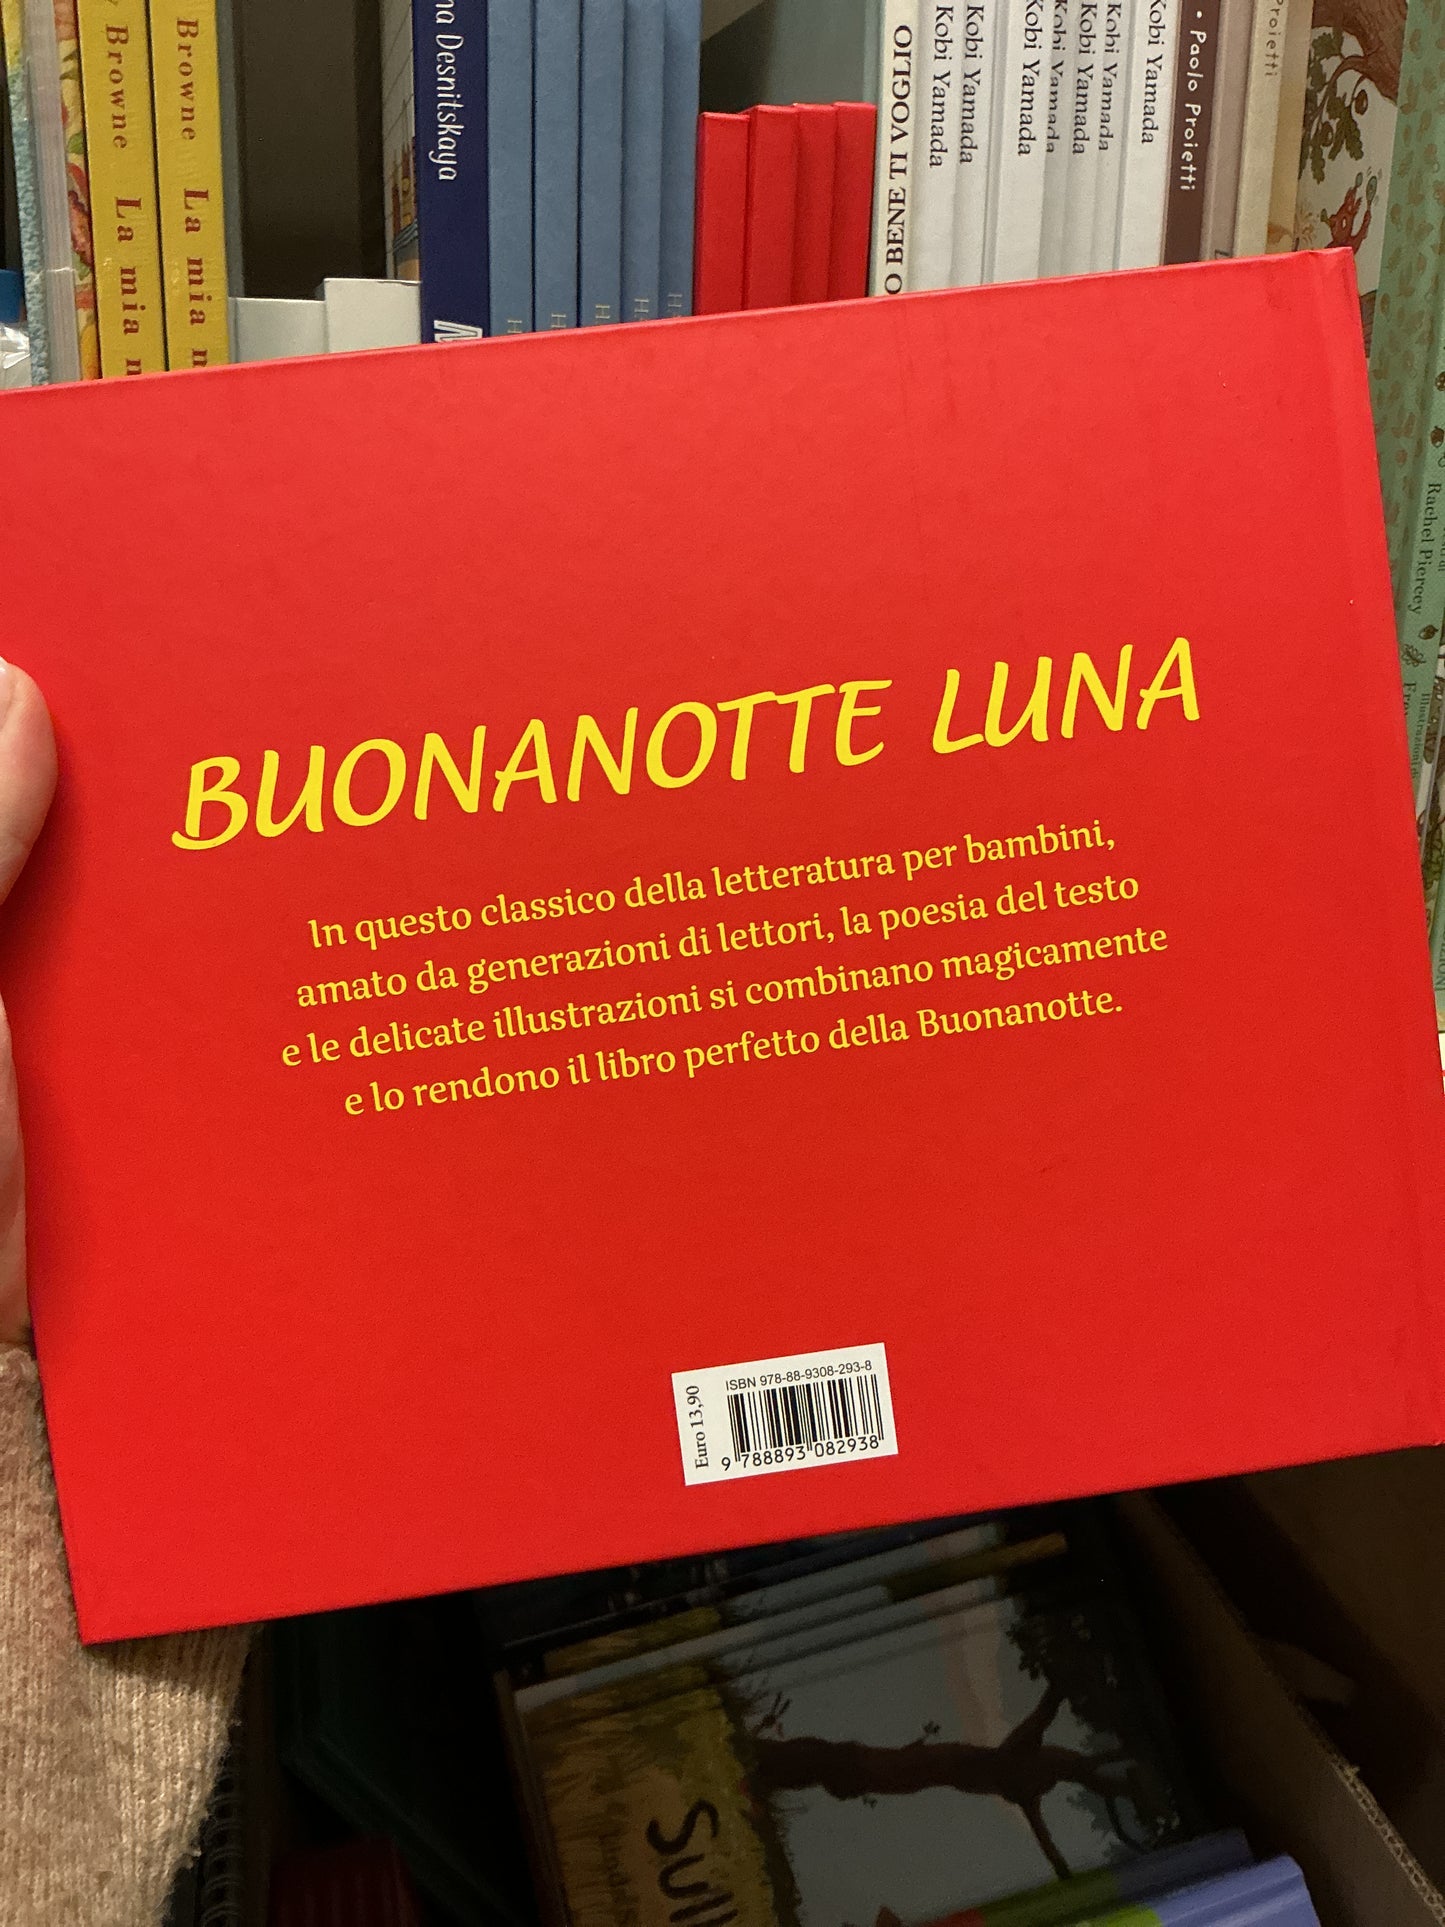 Browne La mia
Browne La mia
Desnitskaya
TI VOGLIO BENE
Kobi Yamada
Kobi Yamada
Kobi Yamada
Kobi Yamada
Kobi Yamada
Kobi Yamada
Kobi Yamada
• Paolo Proietti
Proietti
Rachel Piercey
BUONANOTTE LUNA
In questo classico della letteratura per bambini,
amato da generazioni di lettori, la poesia del testo
e le delicate illustrazioni si combinano magicamente
e lo rendono il libro perfetto della Buonanotte.
Euro 13,90
ISBN 978-88-9308-293-8
9 788893 082938